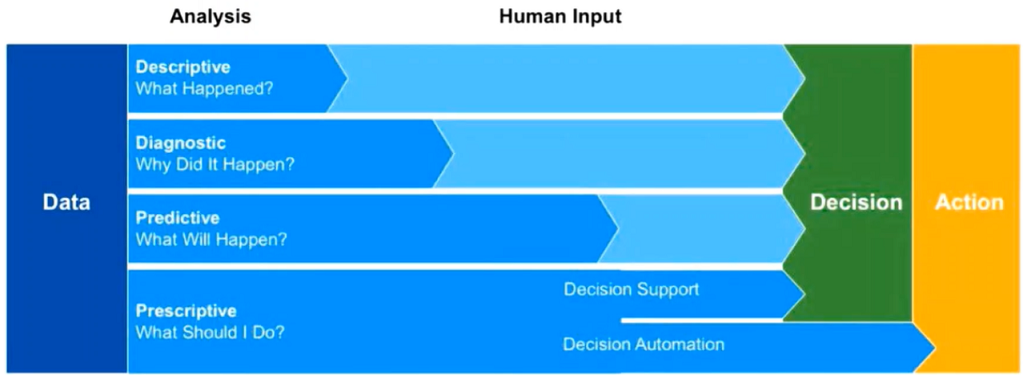 Analysis
Human Input
Descriptive
What Happened?
Diagnostic
Why Did It Happen?
Data
Decision
Action
Predictive
What Will Happen?
Decision Support
Prescriptive
What Should I Do?
Decision Automation